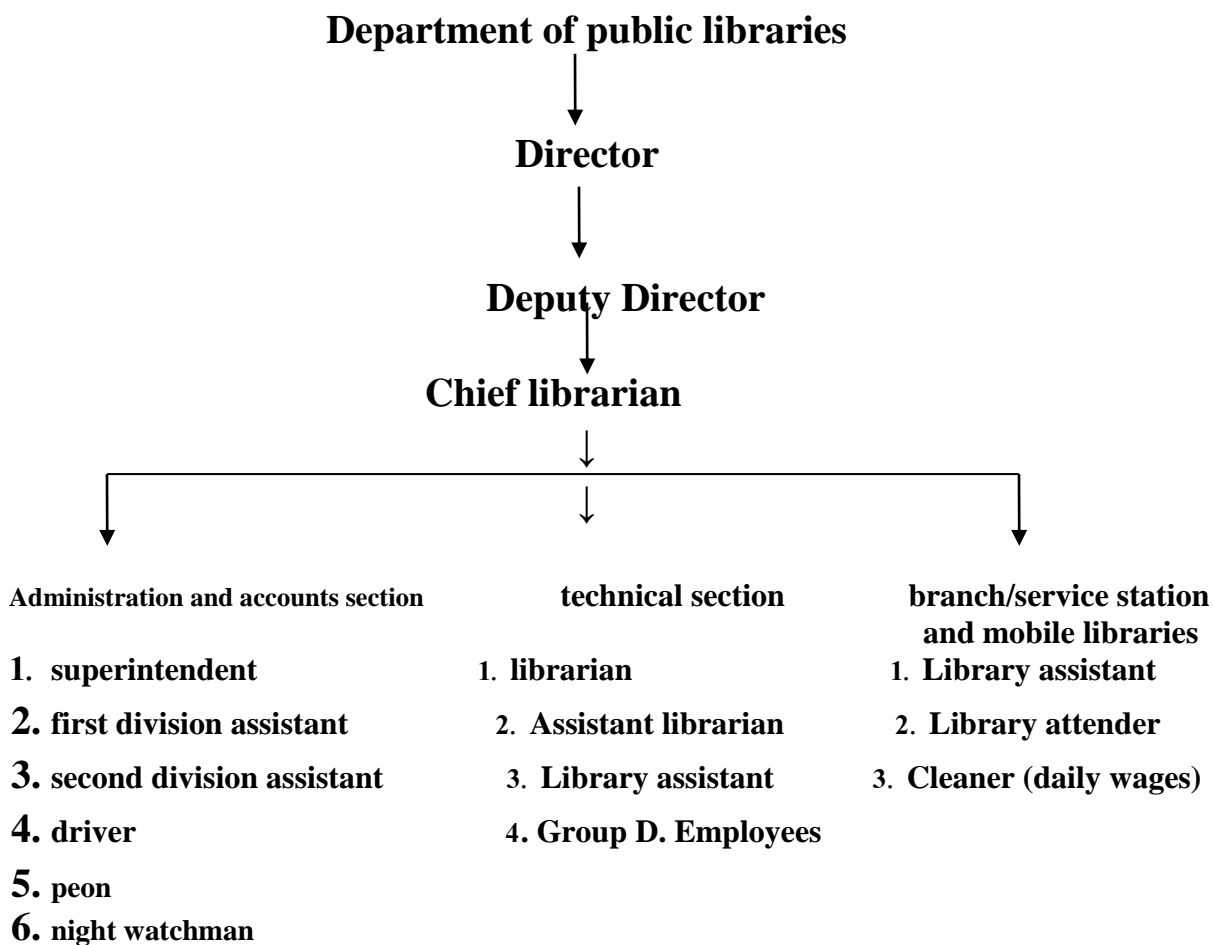 Department of public libraries
Director
Deputy Director
Chief librarian
↓
↓
Administration and accounts section
1. superintendent
2. first division assistant
3. second division assistant
4. driver
5. peon
6. night watchman
technical section
1. librarian
2. Assistant librarian
3. Library assistant
4. Group D. Employees
branch/service station
and mobile libraries
1. Library assistant
2. Library attender
3. Cleaner (daily wages)